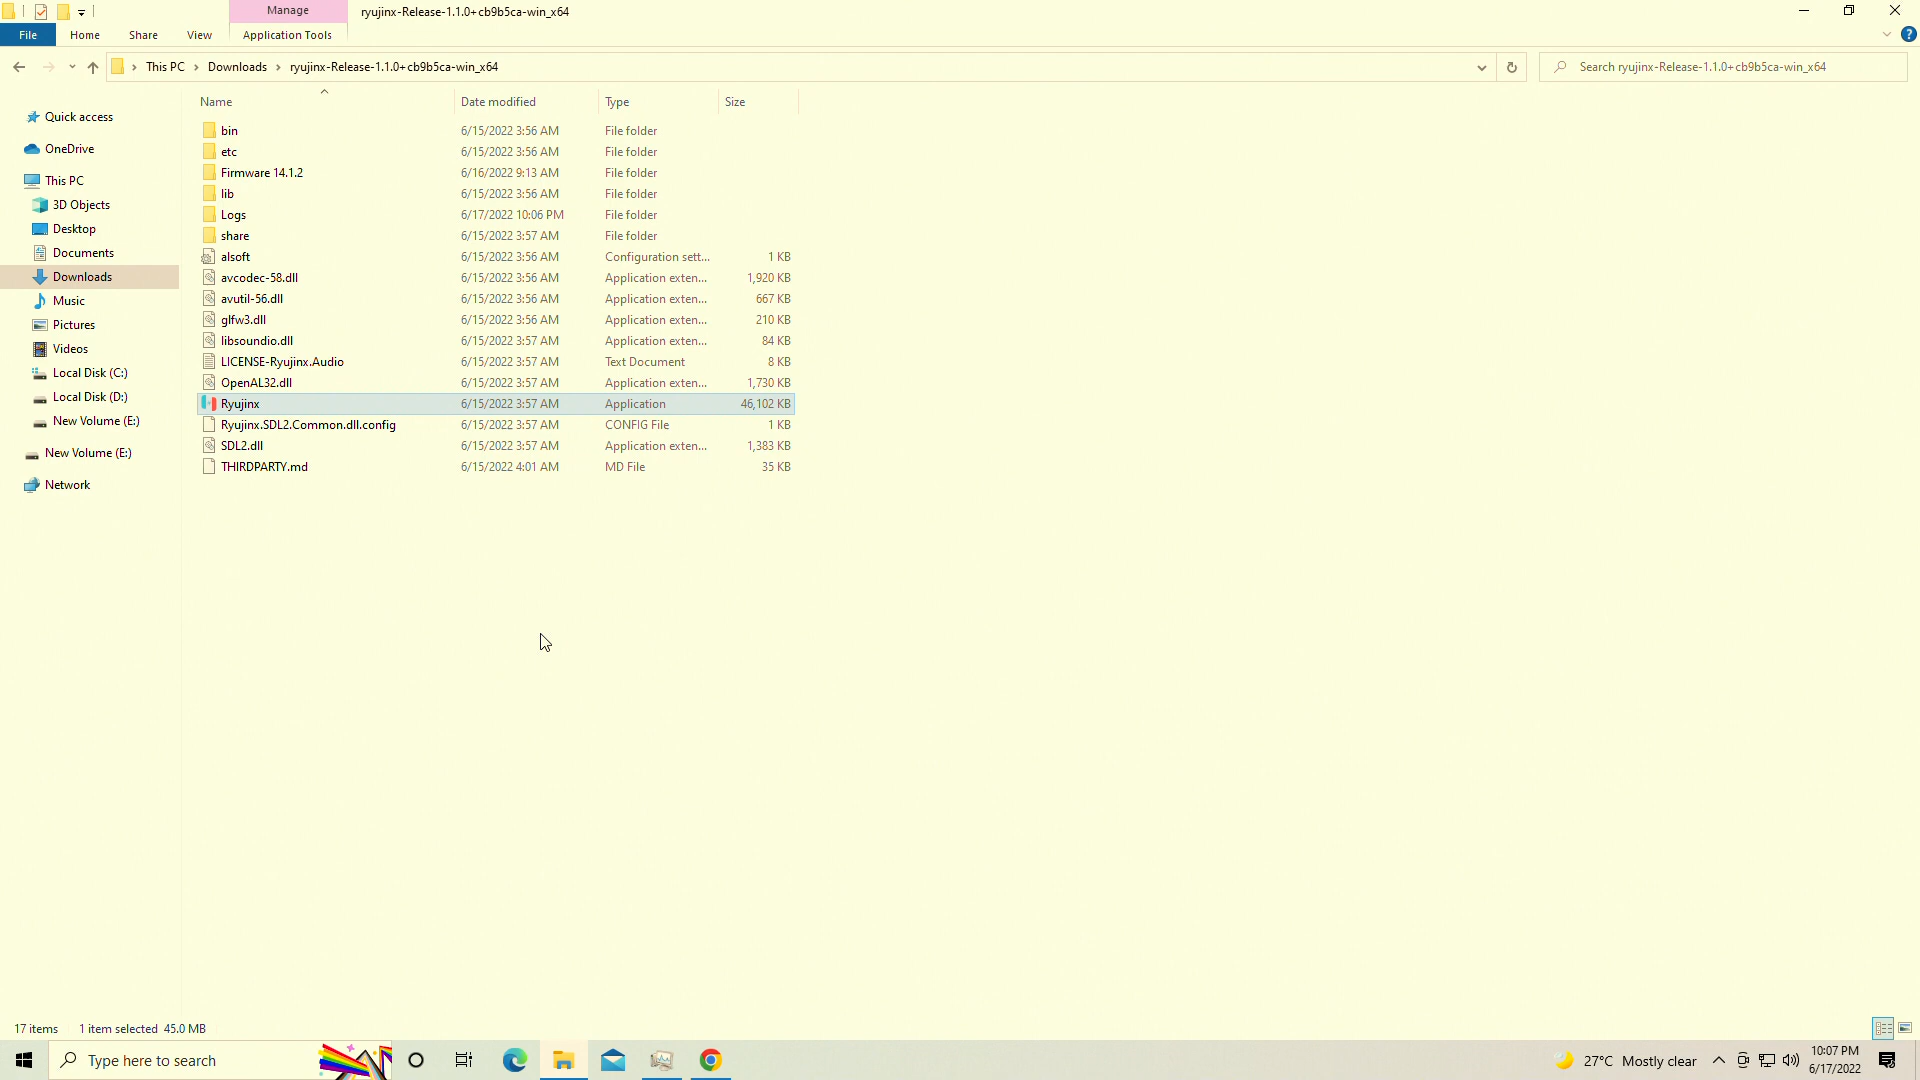 Manage
ryujinx-Release-1.1.0+cb9b5ca-win_x64
File Home Share View Application Tools
This PC Downloads ryujinx-Release-1.1.0+cb9b5ca-win_x64
Search ryujinx-Release-1.1.0+cb9b5ca-win_x64
Quick access
OneDrive
This PC
3D Objects
Desktop
Documents
Downloads
Music
Pictures
Videos
Local Disk (C:)
Local Disk (D:)
New Volume (E:)
New Volume (E:)
Network
Name Date modified Type Size
bin 6/15/2022 3:56 AM File folder
etc 6/15/2022 3:56 AM File folder
Firmware 14.1.2 6/16/2022 9:13 AM File folder
lib 6/15/2022 3:56 AM File folder
Logs 6/17/2022 10:06 PM File folder
share 6/15/2022 3:57 AM File folder
alsoft 6/15/2022 3:56 AM Configuration sett... 1 KB
avcodec-58.dll 6/15/2022 3:56 AM Application exten... 1,920 KB
avutil-56.dll 6/15/2022 3:56 AM Application exten... 667 KB
glfw3.dll 6/15/2022 3:56 AM Application exten... 210 KB
libsoundio.dll 6/15/2022 3:57 AM Application exten... 84 KB
LICENSE-Ryujinx.Audio 6/15/2022 3:57 AM Text Document 8 KB
OpenAL32.dll 6/15/2022 3:57 AM Application exten... 1,730 KB
Ryujinx 6/15/2022 3:57 AM Application 46,102 KB
Ryujinx.SDL2.Common.dll.config 6/15/2022 3:57 AM CONFIG File 1 KB
SDL2.dll 6/15/2022 3:57 AM Application exten... 1,383 KB
THIRDPARTY.md 6/15/2022 4:01 AM MD File 35 KB
17 items 1 item selected 45.0 MB
Type here to search
27°C Mostly clear
10:07 PM
6/17/2022